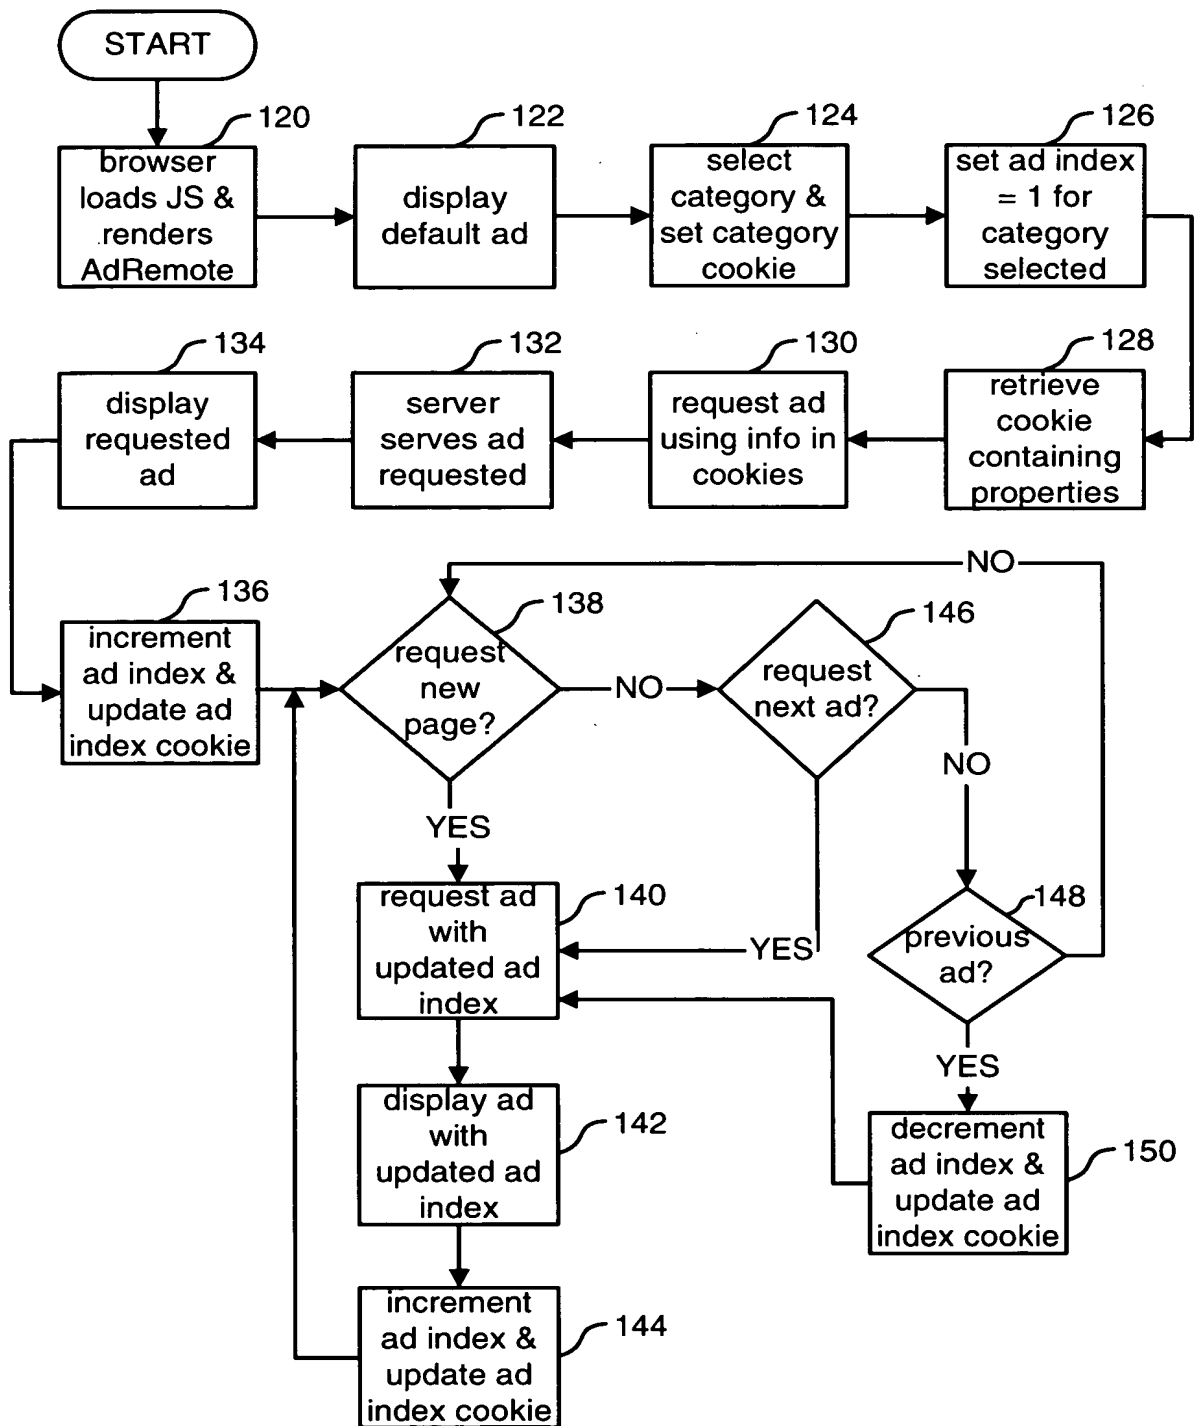 START
120
browser
loads JS &
renders
AdRemote
122
display
default ad
124
select
category &
set category
cookie
126
set ad index
= 1 for
category
selected
128
retrieve
cookie
containing
properties
130
request ad
using info in
cookies
132
server
serves ad
requested
134
display
requested
ad
136
increment
ad index &
update ad
index cookie
138
request
new
page?
NO
146
request
next ad?
NO
NO
148
previous
ad?
YES
140
request ad
with
updated ad
index
YES
YES
142
display ad
with
updated ad
index
150
decrement
ad index &
update ad
index cookie
144
increment
ad index &
update ad
index cookie